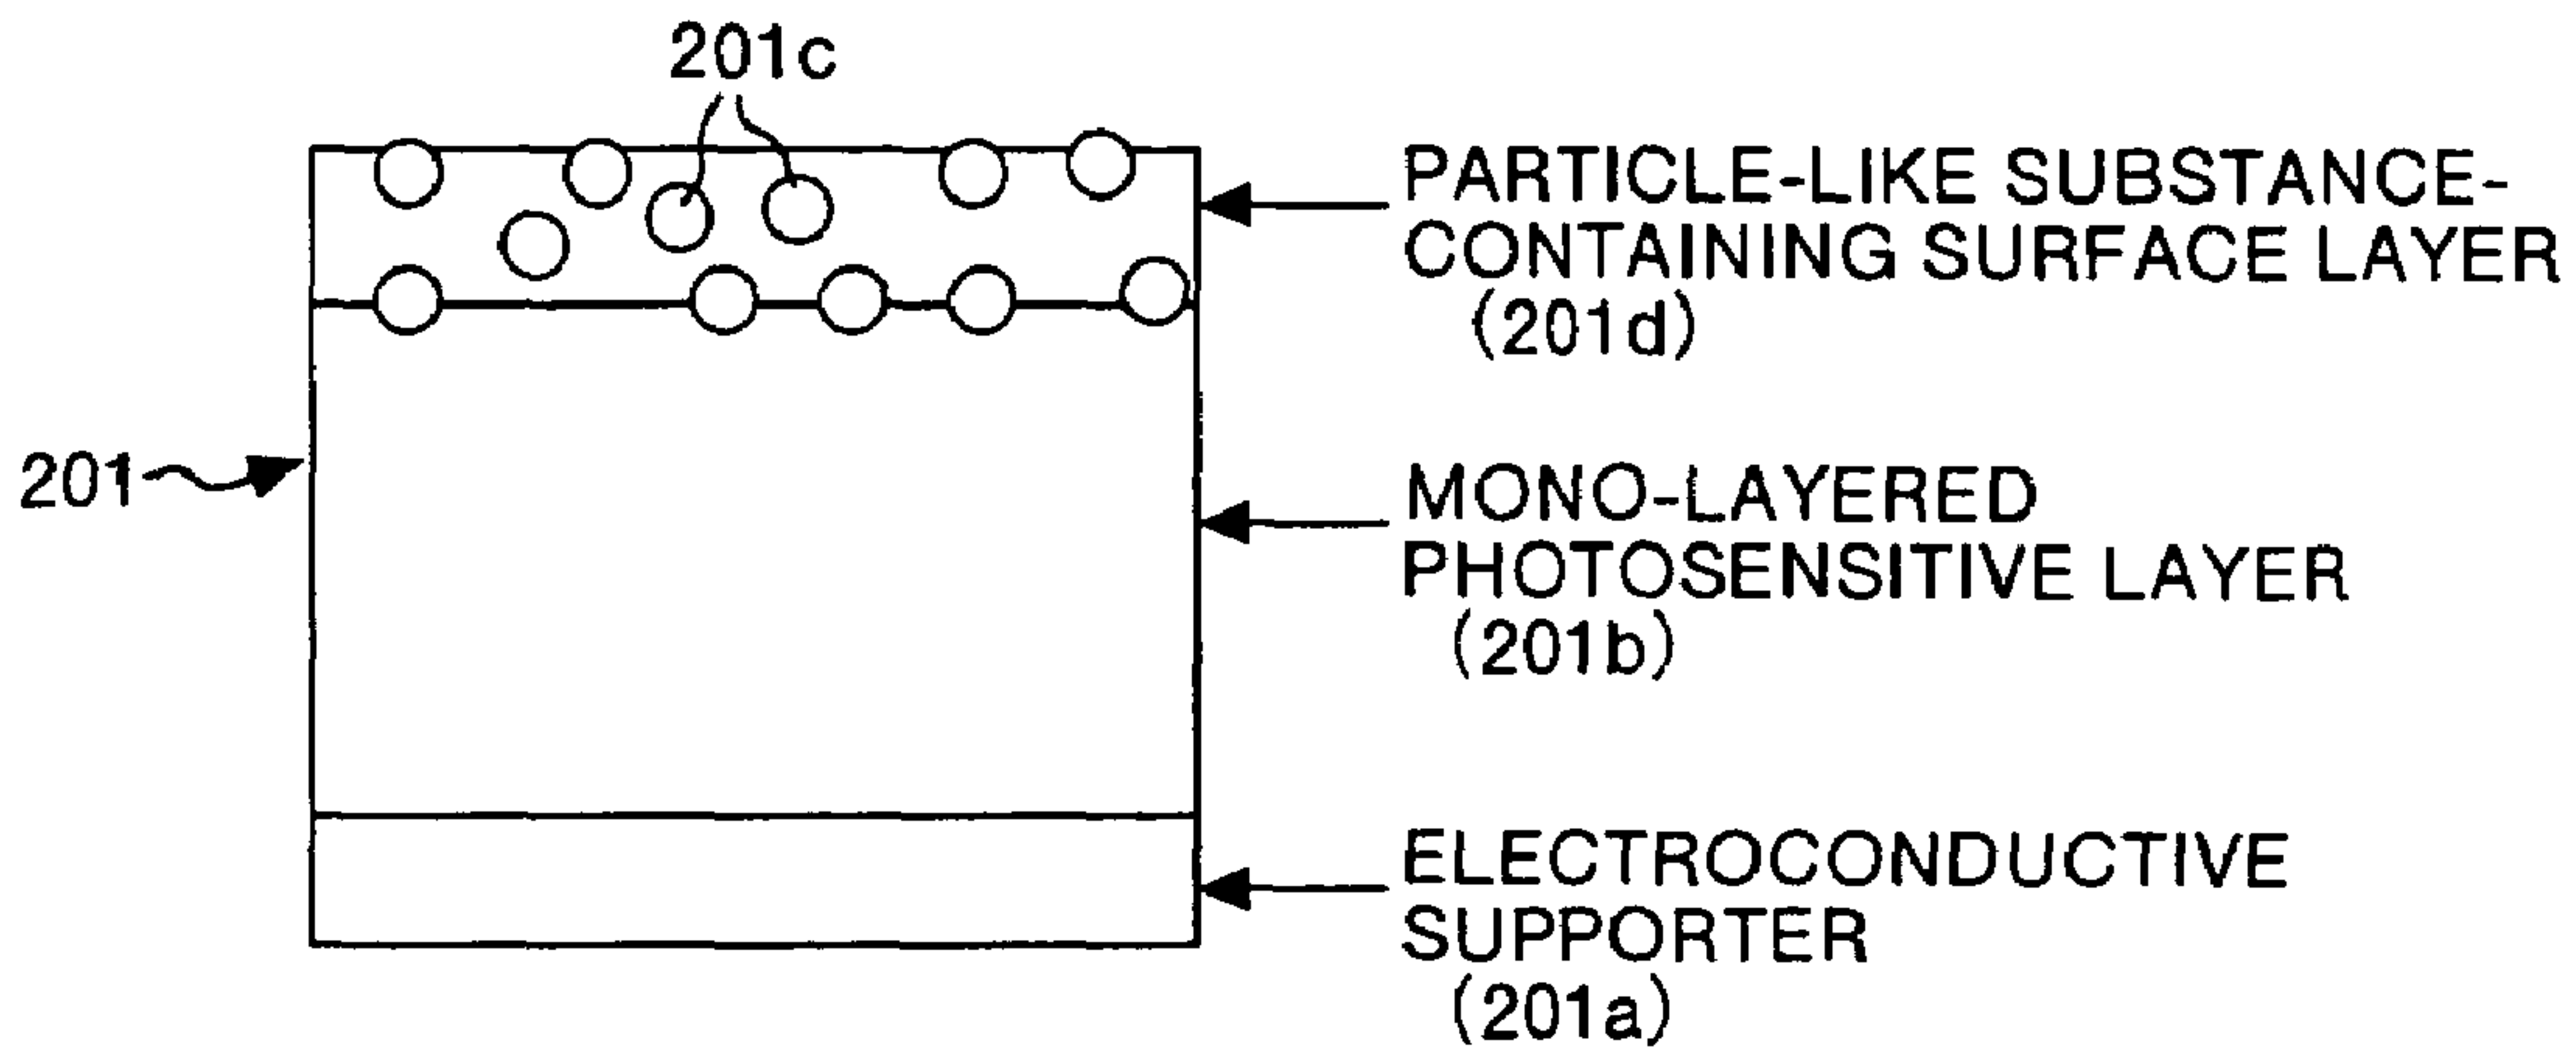 201c
PARTICLE-LIKE SUBSTANCE-
CONTAINING SURFACE LAYER
(201d)
201
MONO-LAYERED
PHOTOSENSITIVE LAYER
(201b)
ELECTROCONDUCTIVE
SUPPORTER
(201a)